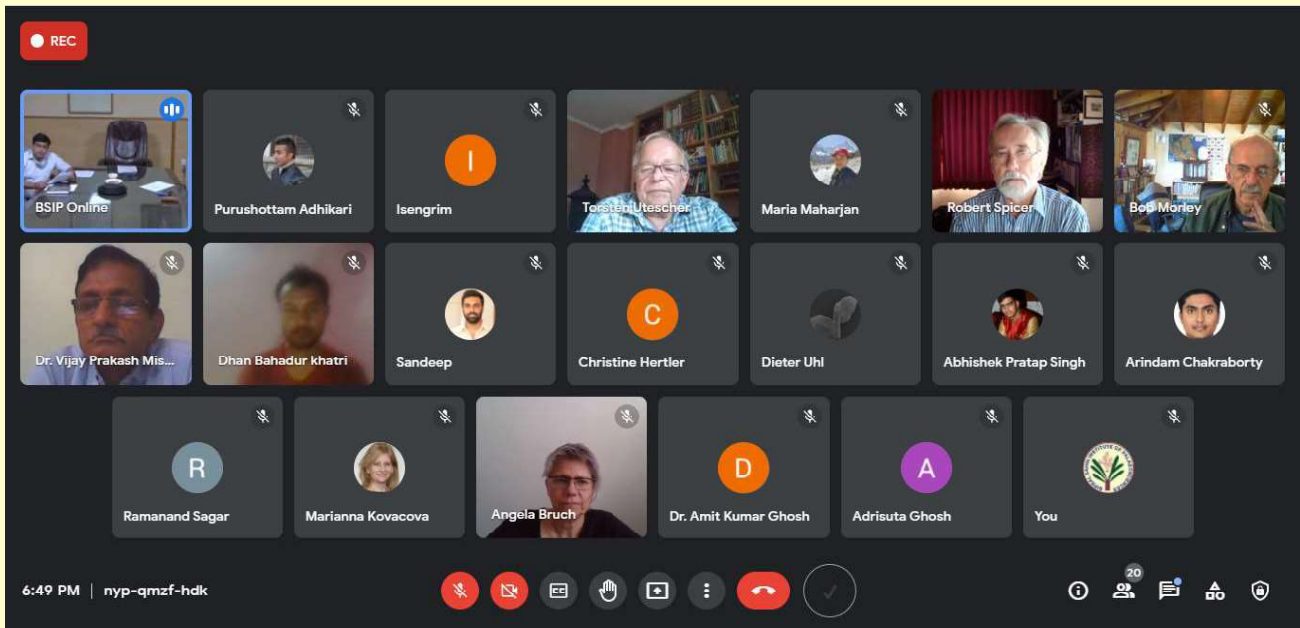 REC
BSIP Online
Purushottam Adhikari
I
Isengrim
Torsten Utescher
Maria Maharjan
Robert Spicer
Bob Morley
Dr. Vijay Prakash Mis...
Dhan Bahadur khatri
Sandeep
C
Christine Hertler
Dieter Uhl
Abhishek Pratap Singh
Arindam Chakraborty
R
Ramanand Sagar
Marianna Kovacova
Angela Bruch
D
Dr. Amit Kumar Ghosh
A
Adrisuta Ghosh
You
6:49 PM | nyp-qmzf-hdk
CC
20